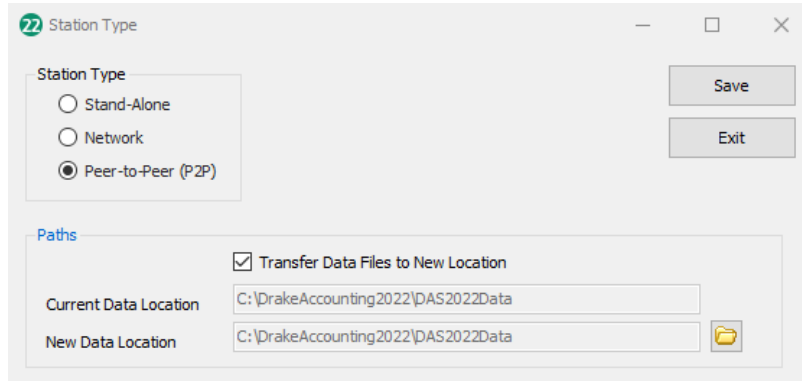 22 Station Type
Station Type
Stand-Alone
Network
Peer-to-Peer (P2P)
Save
Exit
Paths
Transfer Data Files to New Location
Current Data Location C:\DrakeAccounting2022\DAS2022Data
New Data Location C:\DrakeAccounting2022\DAS2022Data